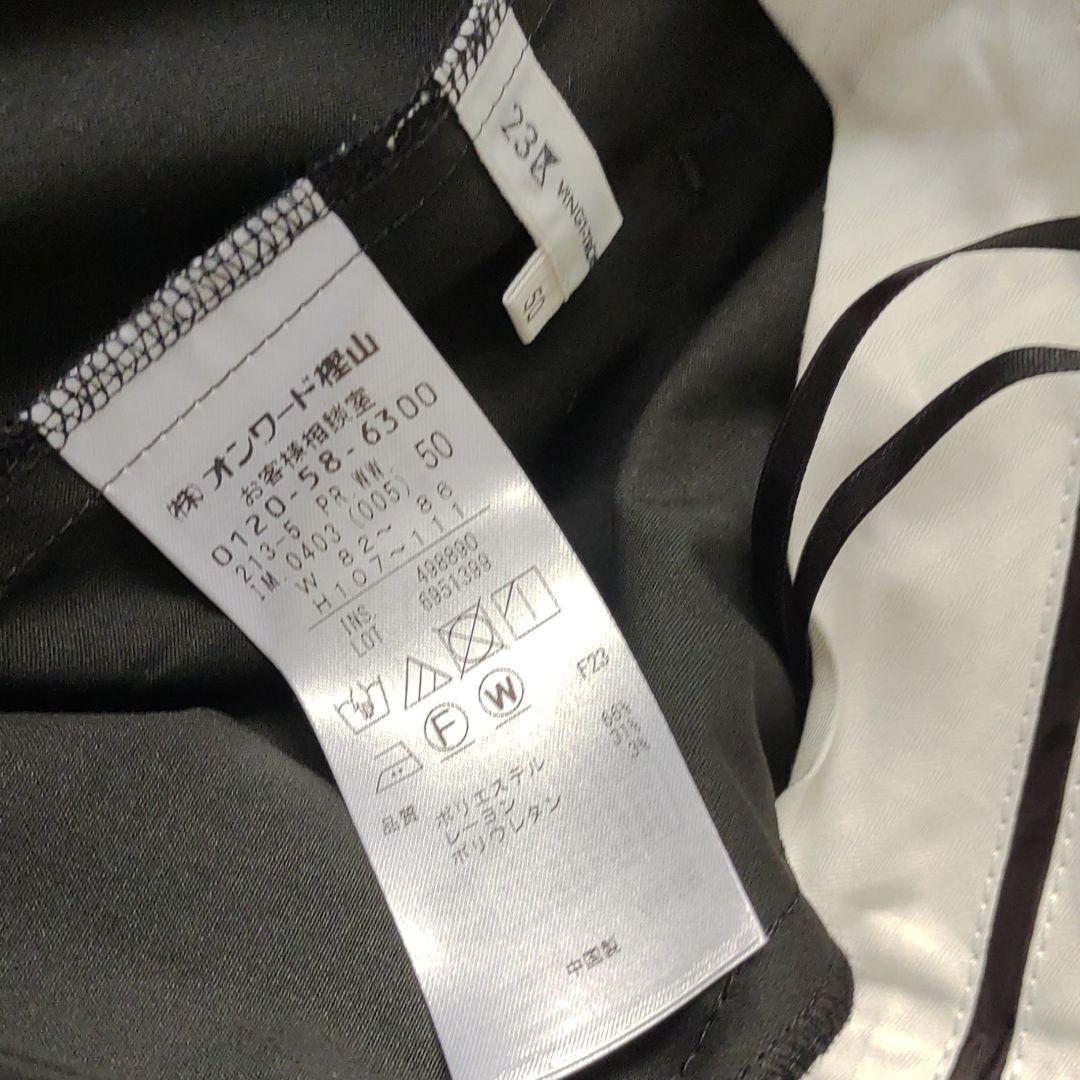 23区
VINGT-TROIS
50
(株)オンワード樫山
お客様相談室
0120-58-6300
213-5 PR WW
IM.0403 (005) 50
W 82～ 86
H107～111
INS 498890
LOT 6951399
F W
F23
品質 ポリエステル
レーヨン
ポリウレタン
中国製